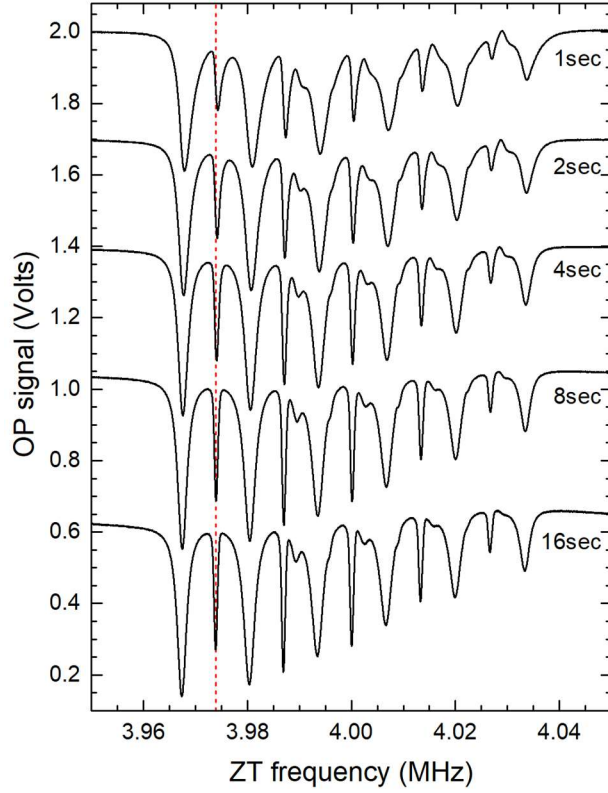 2.0
1sec
1.8
2sec
1.6
1.4
4sec
1.2
1.0
8sec
0.8
0.6
16sec
0.4
0.2
OP signal (Volts)
3.96 3.98 4.00 4.02 4.04
ZT frequency (MHz)